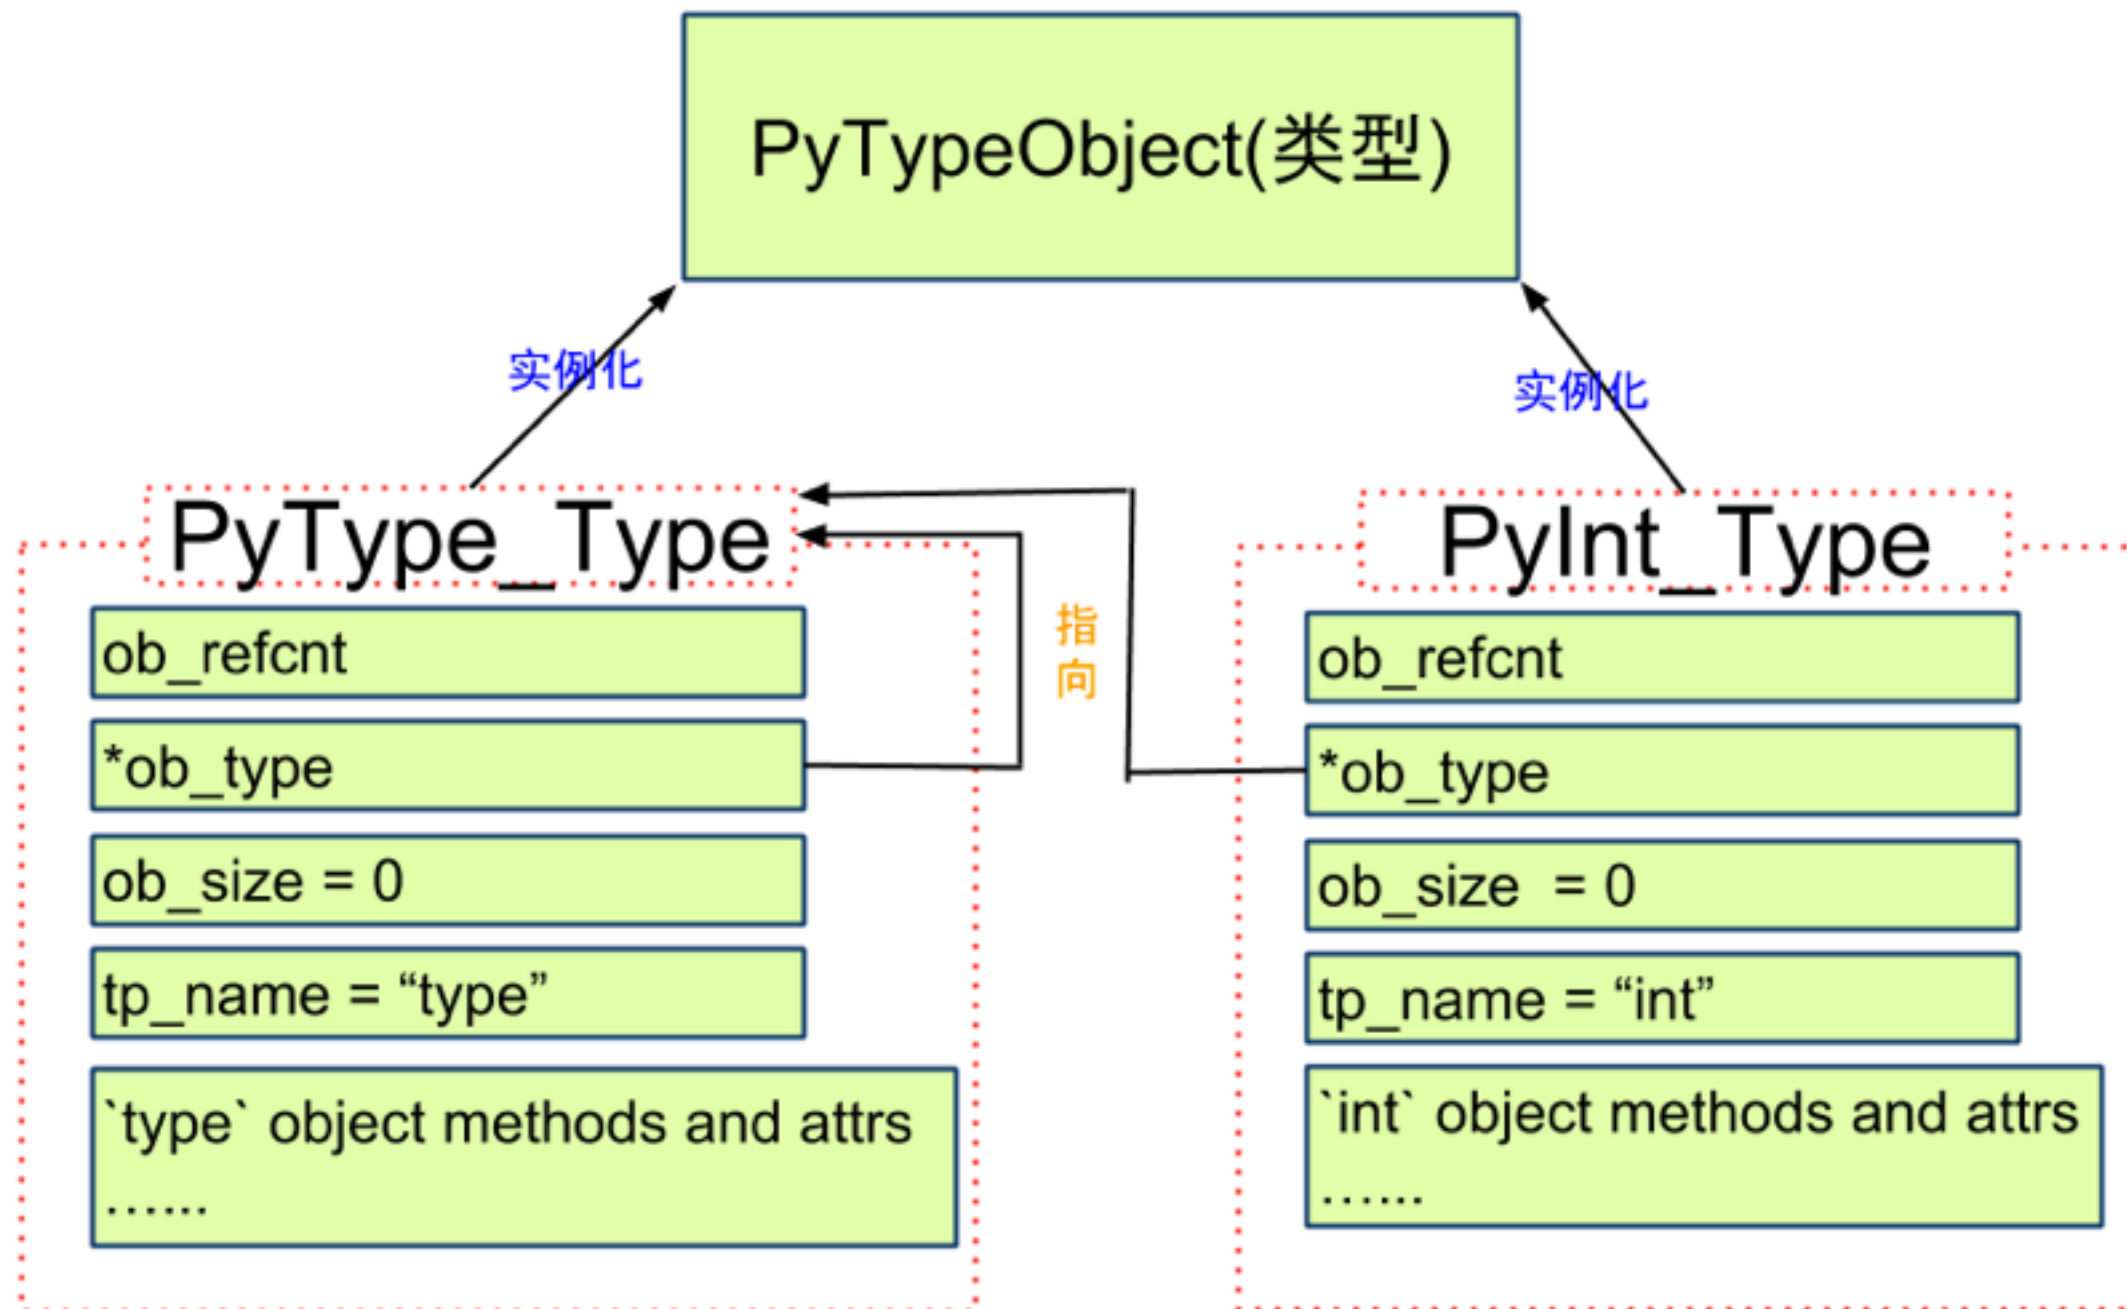 PyTypeObject(类型)
实例化
实例化
PyType_Type
ob_refcnt
*ob_type
ob_size = 0
tp_name = “type”
`type` object methods and attrs
……
指
向
PyInt_Type
ob_refcnt
*ob_type
ob_size  = 0
tp_name = “int”
`int` object methods and attrs
……